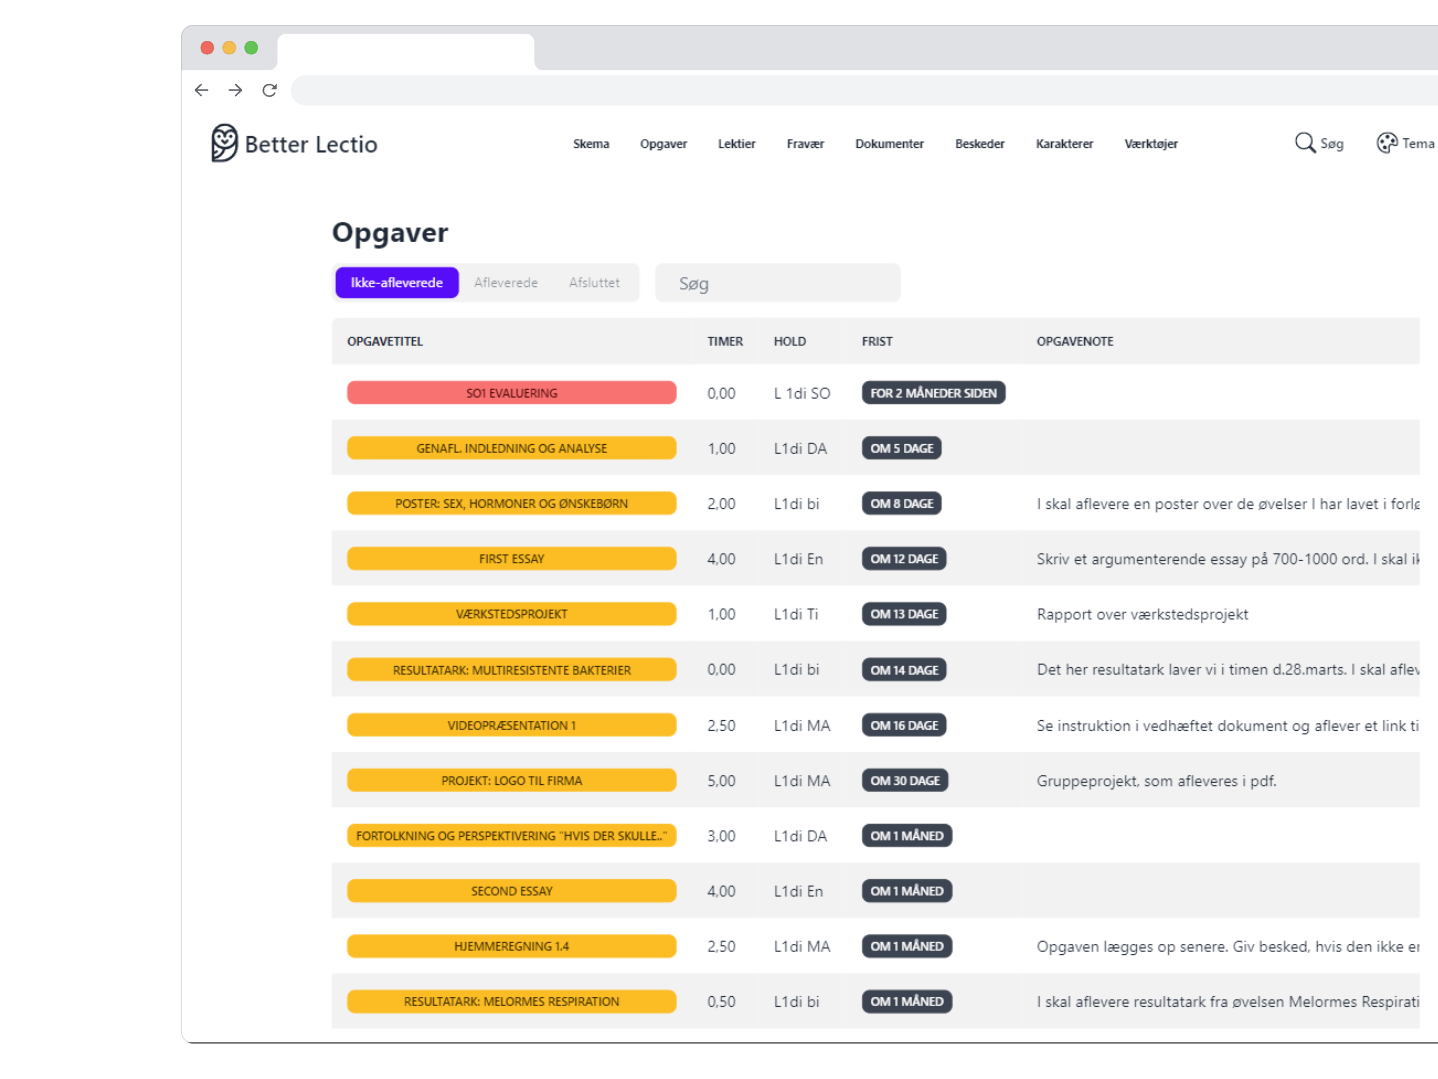 Better Lectio
Skema Opgaver Lektier Fravær Dokumenter Beskeder Karakterer Værktøjer Søg Tema
Opgaver
Ikke-afleverede Afleverede Afsluttet Søg
OPGAVETITEL TIMER HOLD FRIST OPGAVENOTE
SO1 EVALUERING 0,00 L 1di SO FOR 2 MÅNEDER SIDEN
GENAFL. INDLEDNING OG ANALYSE 1,00 L1di DA OM 5 DAGE
POSTER: SEX, HORMONER OG ØNSKEBØRN 2,00 L1di bi OM 8 DAGE I skal aflevere en poster over de øvelser I har lavet i
FIRST ESSAY 4,00 L1di En OM 12 DAGE Skriv et argumenterende essay på 700-1000 ord. I skal
VÆRKSTEDSPROJEKT 1,00 L1di Ti OM 13 DAGE Rapport over værkstedsprojekt
RESULTATARK: MULTIRESISTENTE BAKTERIER 0,00 L1di bi OM 14 DAGE Det her resultatark laver vi i timen d.28.marts. I skal
VIDEOPRÆSENTATION 1 2,50 L1di MA OM 16 DAGE Se instruktion i vedhæftet dokument og aflever et link
PROJEKT: LOGO TIL FIRMA 5,00 L1di MA OM 30 DAGE Gruppeprojekt, som afleveres i pdf.
FORTOLKNING OG PERSPEKTIVERING "HVIS DER SKULLE.." 3,00 L1di DA OM 1 MÅNED
SECOND ESSAY 4,00 L1di En OM 1 MÅNED
HJEMMEREGNING 1.4 2,50 L1di MA OM 1 MÅNED Opgaven lægges op senere. Giv besked, hvis den ikke
RESULTATARK: MELORMES RESPIRATION 0,50 L1di bi OM 1 MÅNED I skal aflevere resultatark fra øvelsen Melormes